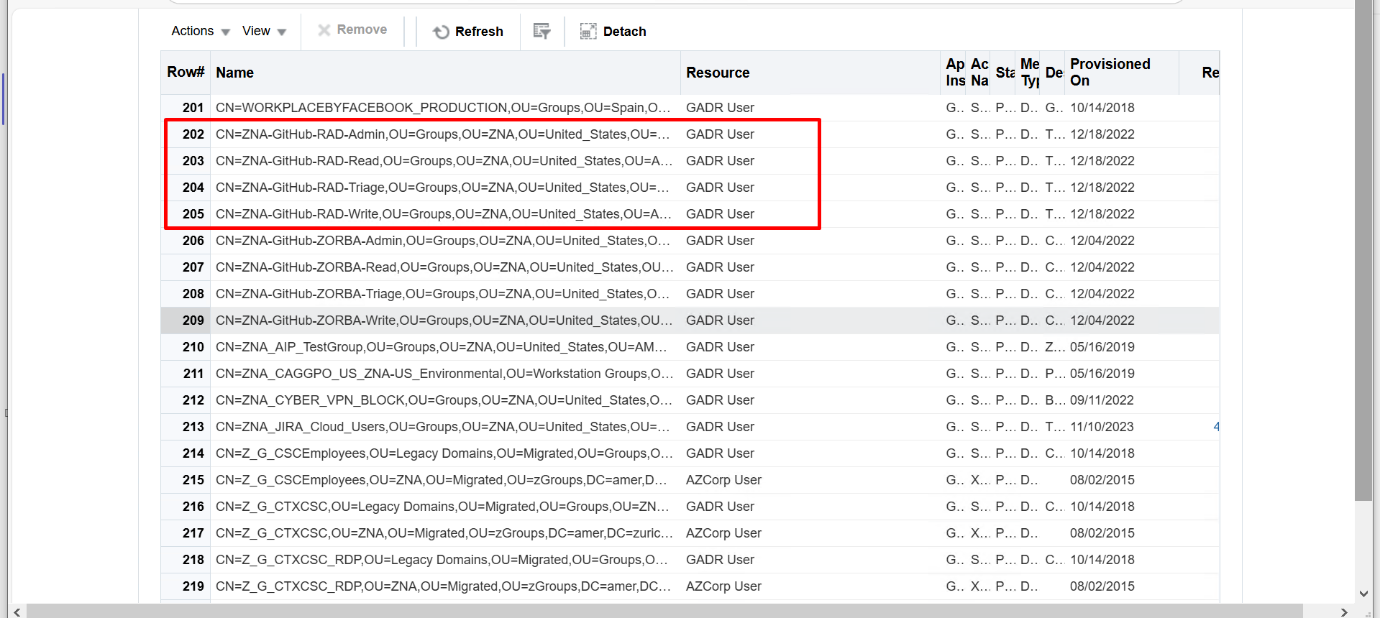 Actions View Remove Refresh Detach
Row# Name Resource Ap Ins Ac Na Sta Me Typ De Provisioned On Re
201 CN=WORKPLACEBYFACEBOOK_PRODUCTION,OU=Groups,OU=Spain,O... GADR User G.. S... P... D.. G... 10/14/2018
202 CN=ZNA-GitHub-RAD-Admin,OU=Groups,OU=ZNA,OU=United_States,OU=... GADR User G.. S... P... D.. T... 12/18/2022
203 CN=ZNA-GitHub-RAD-Read,OU=Groups,OU=ZNA,OU=United_States,OU=A... GADR User G.. S... P... D.. T... 12/18/2022
204 CN=ZNA-GitHub-RAD-Triage,OU=Groups,OU=ZNA,OU=United_States,OU=... GADR User G.. S... P... D.. T... 12/18/2022
205 CN=ZNA-GitHub-RAD-Write,OU=Groups,OU=ZNA,OU=United_States,OU=A... GADR User G.. S... P... D.. T... 12/18/2022
206 CN=ZNA-GitHub-ZORBA-Admin,OU=Groups,OU=ZNA,OU=United_States,O... GADR User G.. S... P... D.. C... 12/04/2022
207 CN=ZNA-GitHub-ZORBA-Read,OU=Groups,OU=ZNA,OU=United_States,OU... GADR User G.. S... P... D.. C... 12/04/2022
208 CN=ZNA-GitHub-ZORBA-Triage,OU=Groups,OU=ZNA,OU=United_States,O... GADR User G.. S... P... D.. C... 12/04/2022
209 CN=ZNA-GitHub-ZORBA-Write,OU=Groups,OU=ZNA,OU=United_States,OU... GADR User G.. S... P... D.. C... 12/04/2022
210 CN=ZNA_AIP_TestGroup,OU=Groups,OU=ZNA,OU=United_States,OU=AM... GADR User G.. S... P... D.. Z... 05/16/2019
211 CN=ZNA_CAGGPO_US_ZNA-US_Environmental,OU=Workstation Groups,O... GADR User G.. S... P... D.. P... 05/16/2019
212 CN=ZNA_CYBER_VPN_BLOCK,OU=Groups,OU=ZNA,OU=United_States,O... GADR User G.. S... P... D.. B... 09/11/2022
213 CN=ZNA_JIRA_Cloud_Users,OU=Groups,OU=ZNA,OU=United_States,OU=... GADR User G.. S... P... D.. T... 11/10/2023 4
214 CN=Z_G_CSCEmployees,OU=Legacy Domains,OU=Migrated,OU=Groups,O... GADR User G.. S... P... D.. C... 10/14/2018
215 CN=Z_G_CSCEmployees,OU=ZNA,OU=Migrated,OU=zGroups,DC=amer,D... AZCorp User G.. X... P... D.. 08/02/2015
216 CN=Z_G_CTXCSC,OU=Legacy Domains,OU=Migrated,OU=Groups,OU=ZN... GADR User G.. S... P... D.. C... 10/14/2018
217 CN=Z_G_CTXCSC,OU=ZNA,OU=Migrated,OU=zGroups,DC=amer,DC=zuric... AZCorp User G.. X... P... D.. 08/02/2015
218 CN=Z_G_CTXCSC_RDP,OU=Legacy Domains,OU=Migrated,OU=Groups,O... GADR User G.. S... P... D.. C... 10/14/2018
219 CN=Z_G_CTXCSC_RDP,OU=ZNA,OU=Migrated,OU=zGroups,DC=amer,DC... AZCorp User G.. X... P... D.. 08/02/2015